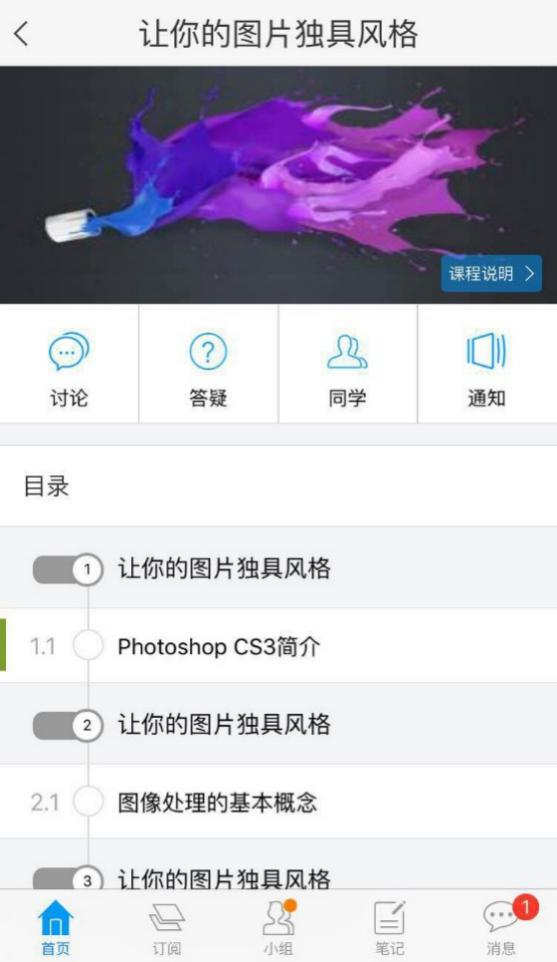 让你的图片独具风格
课程说明
讨论 答疑 同学 通知
目录
1 让你的图片独具风格
1.1 Photoshop CS3简介
2 让你的图片独具风格
2.1 图像处理的基本概念
3 让你的图片独具风格
1
首页 订阅 小组 笔记 消息